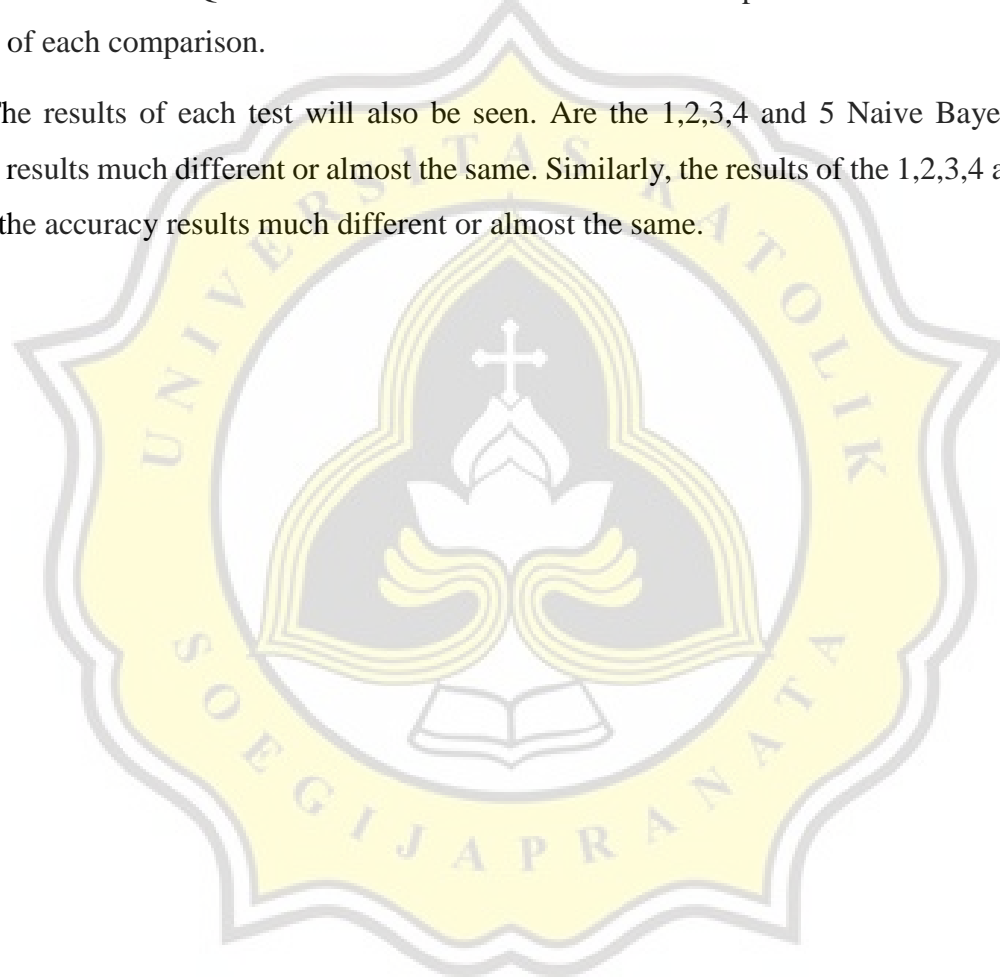 of each comparison.
The results of each test will also be seen. Are the 1,2,3,4 and 5 Naive
results much different or almost the same. Similarly, the results of the 1,2,3,4
the accuracy results much different or almost the same.
UNIVERSITAS KATOLIK
SOEGIJAPRANATA